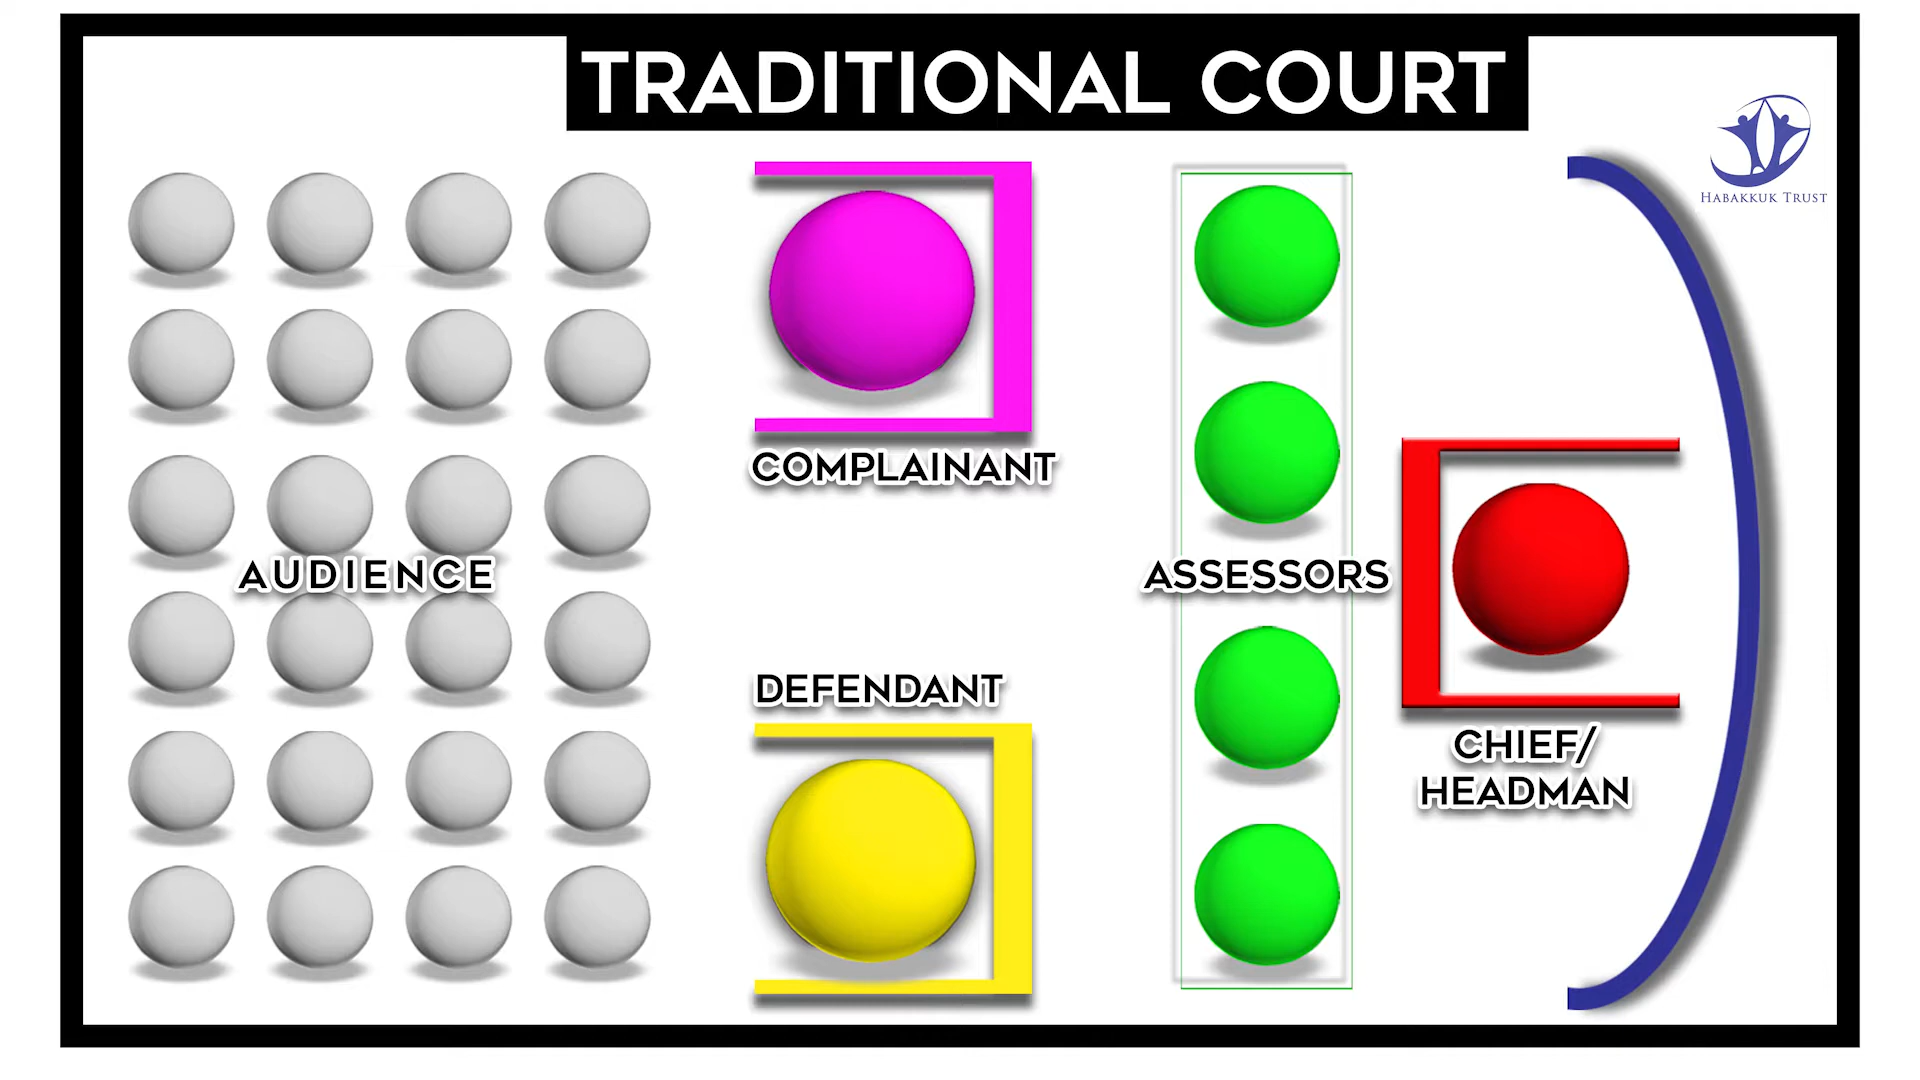 TRADITIONAL COURT
HABAKKUK TRUST
COMPLAINANT
AUDIENCE
ASSESSORS
DEFENDANT
CHIEF/
HEADMAN